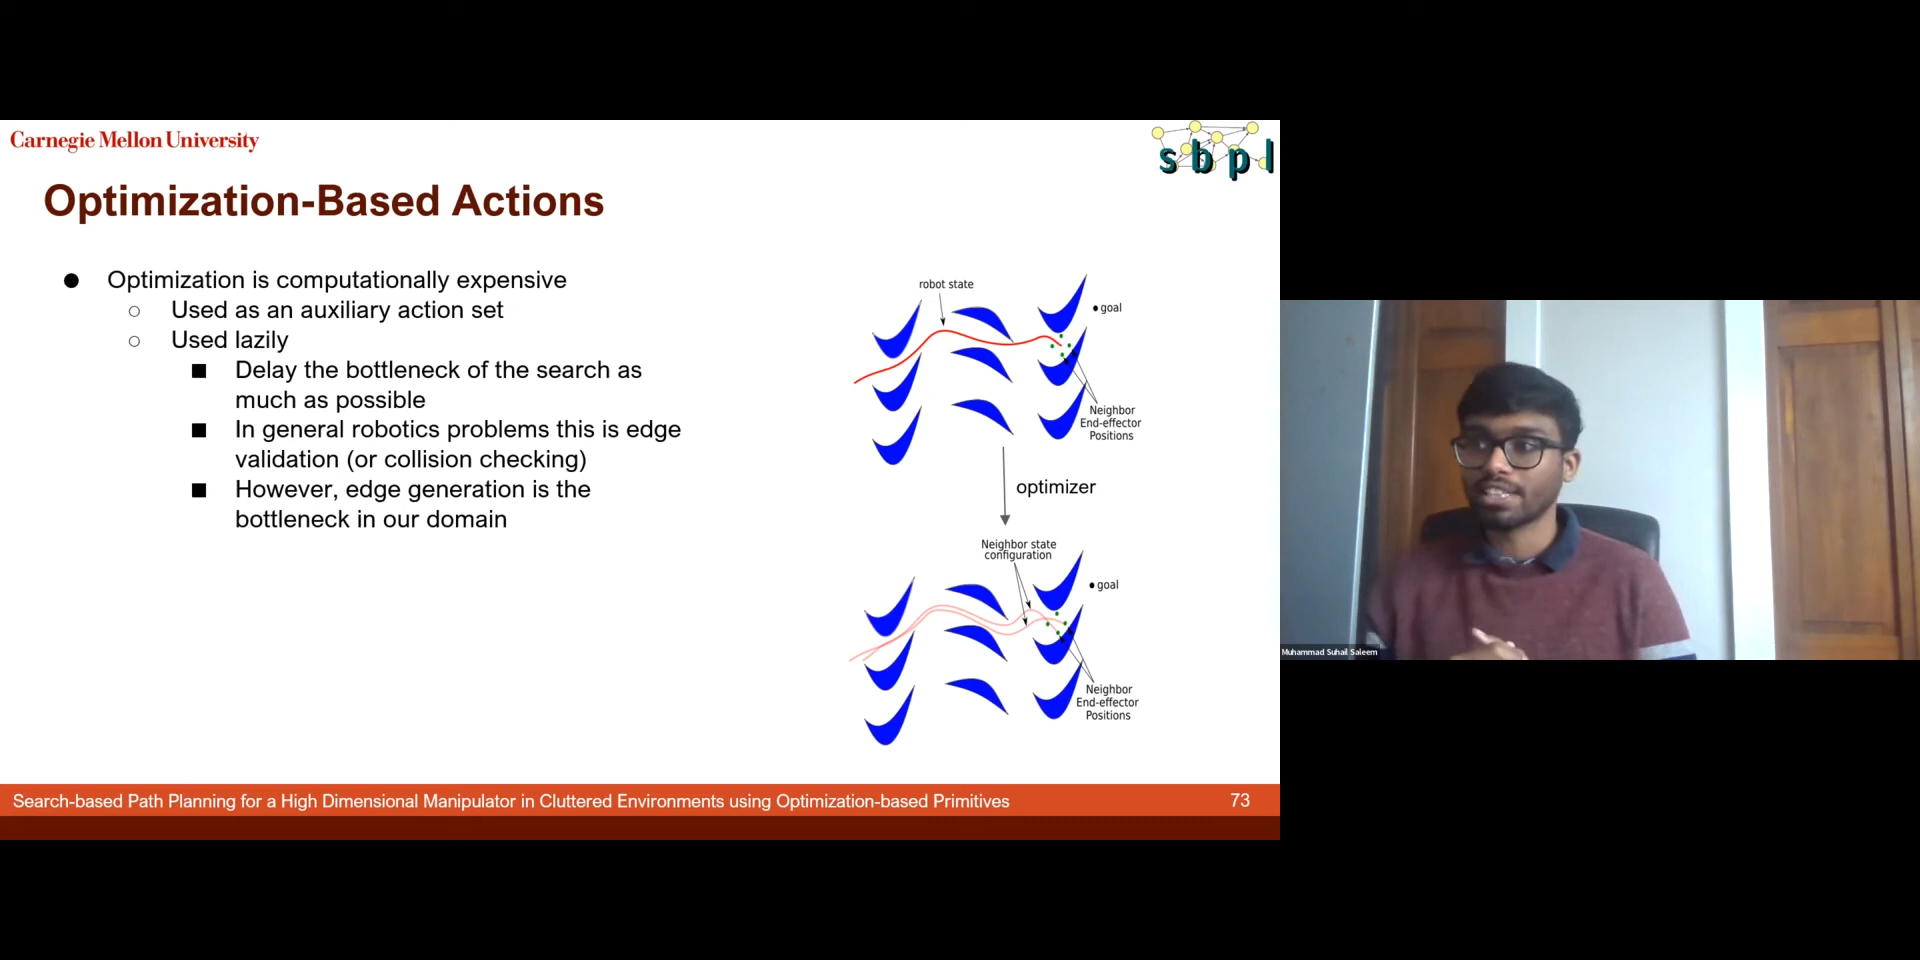 Carnegie Mellon University
sbpl
Optimization-Based Actions
Optimization is computationally expensive
Used as an auxiliary action set
Used lazily
Delay the bottleneck of the search as
much as possible
In general robotics problems this is edge
validation (or collision checking)
However, edge generation is the
bottleneck in our domain
robot state
goal
Neighbor
End-effector
Positions
optimizer
Neighbor state
configuration
goal
Neighbor
End-effector
Positions
Muhammad Suhail Saleem
Search-based Path Planning for a High Dimensional Manipulator in Cluttered Environments using Optimization-based Primitives
73